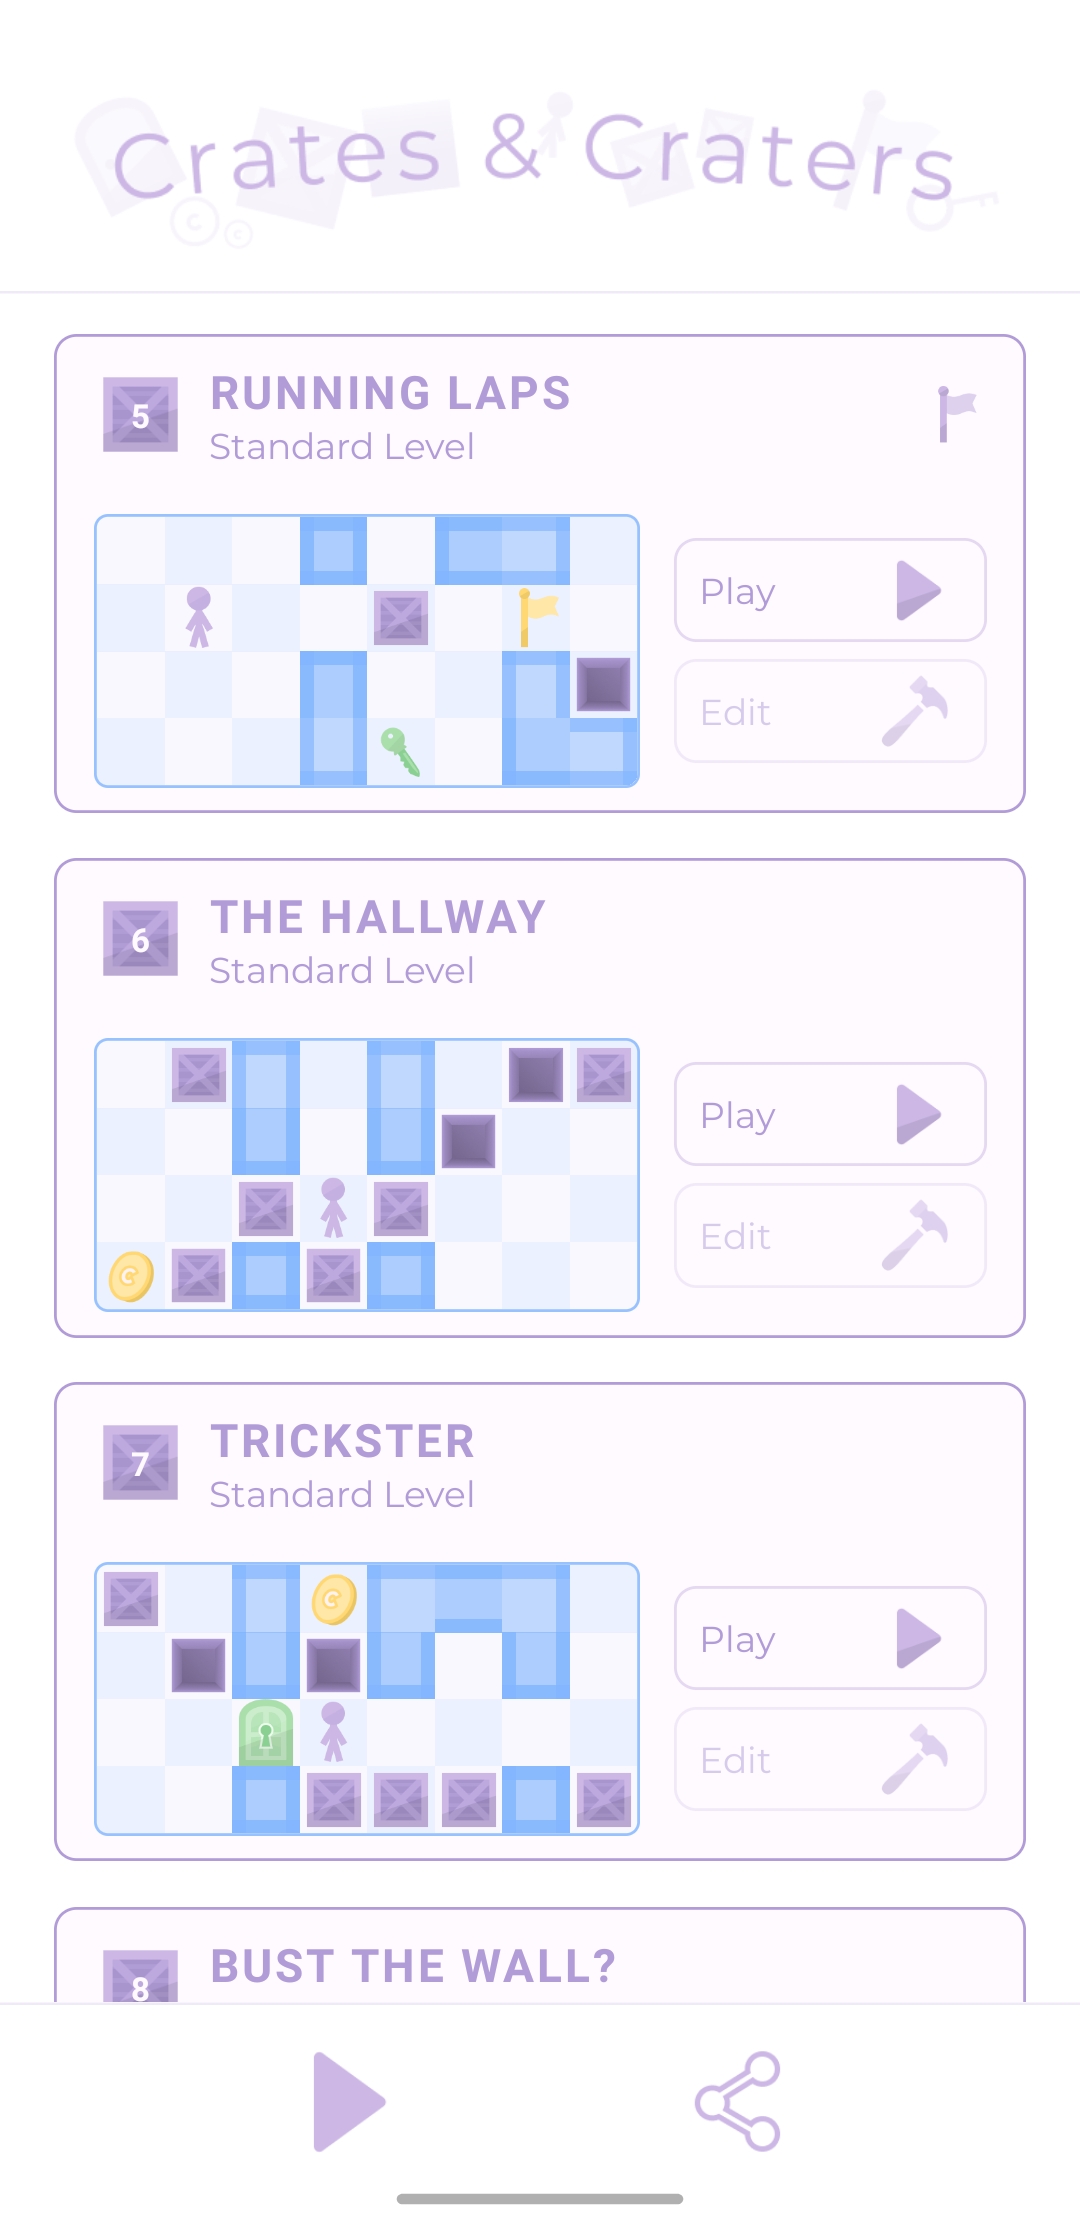 Crates & Craters
C C
5
RUNNING LAPS
Standard Level
Play
Edit
6
THE HALLWAY
Standard Level
Play
Edit
C
7
TRICKSTER
Standard Level
C
Play
Edit
8
BUST THE WALL?